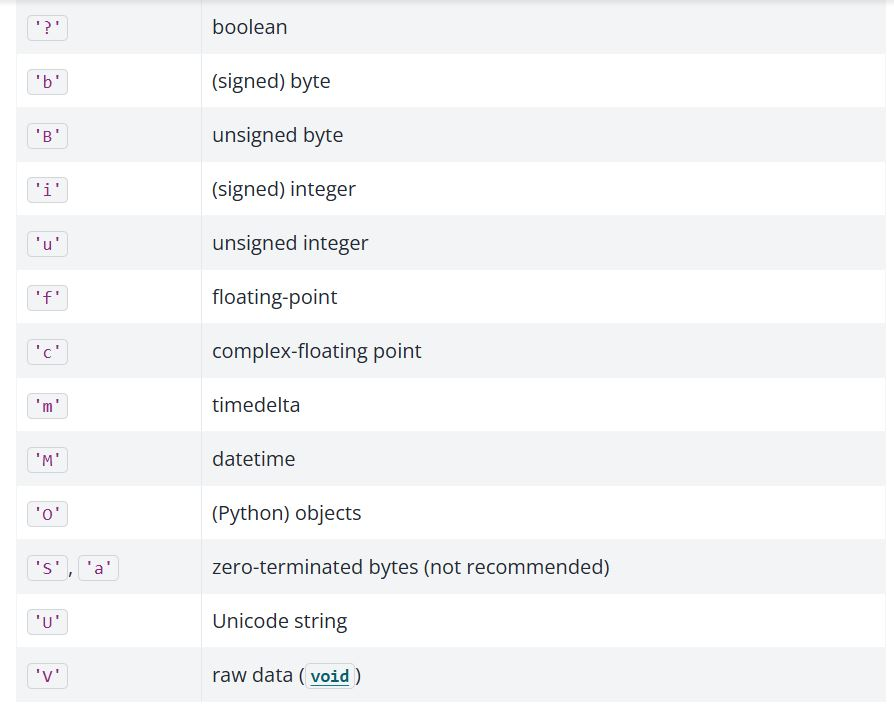 '?' boolean
'b' (signed) byte
'B' unsigned byte
'i' (signed) integer
'u' unsigned integer
'f' floating-point
'c' complex-floating point
'm' timedelta
'M' datetime
'O' (Python) objects
'S', 'a' zero-terminated bytes (not recommended)
'U' Unicode string
'V' raw data (void)